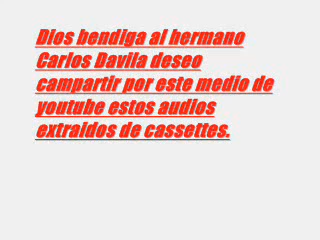 Dios bendiga al hermano
Carlos Davila deseo
campartir por este medio de
youtube estos audios
extraidos de cassettes.